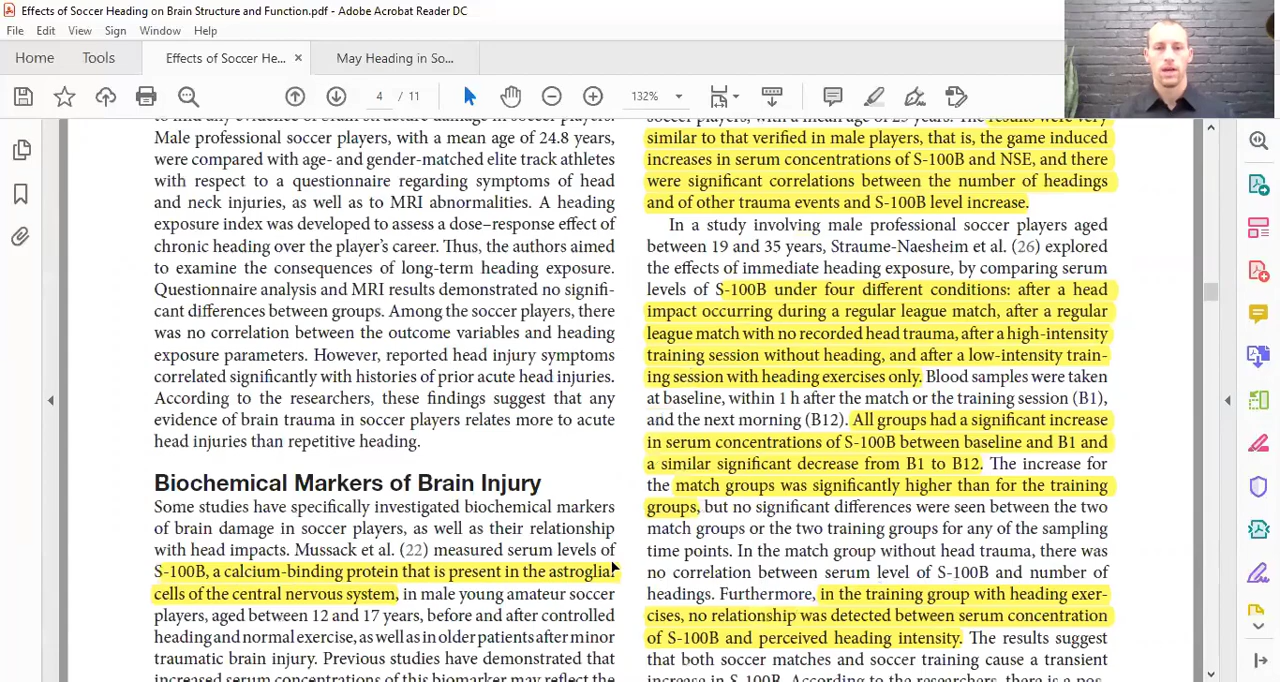 Effects of Soccer Heading on Brain Structure and Function.pdf - Adobe Acrobat Reader DC
File Edit View Sign Window Help
Home Tools Effects of Soccer He... × May Heading in So...
4 / 11 132%
Male professional soccer players, with a mean age of 24.8 years,
were compared with age- and gender-matched elite track athletes
with respect to a questionnaire regarding symptoms of head
and neck injuries, as well as to MRI abnormalities. A heading
exposure index was developed to assess a dose–response effect of
chronic heading over the player's career. Thus, the authors aimed
to examine the consequences of long-term heading exposure.
Questionnaire analysis and MRI results demonstrated no signifi-
cant differences between groups. Among the soccer players, there
was no correlation between the outcome variables and heading
exposure parameters. However, reported head injury symptoms
correlated significantly with histories of prior acute head injuries.
According to the researchers, these findings suggest that any
evidence of brain trauma in soccer players relates more to acute
head injuries than repetitive heading.
Biochemical Markers of Brain Injury
Some studies have specifically investigated biochemical markers
of brain damage in soccer players, as well as their relationship
with head impacts. Mussack et al. (22) measured serum levels of
S-100B, a calcium-binding protein that is present in the astroglial
cells of the central nervous system, in male young amateur soccer
players, aged between 12 and 17 years, before and after controlled
heading and normal exercise, as well as in older patients after minor
traumatic brain injury. Previous studies have demonstrated that
increased serum concentrations of this biomarker may reflect the
similar to that verified in male players, that is, the game induced
increases in serum concentrations of S-100B and NSE, and there
were significant correlations between the number of headings
and of other trauma events and S-100B level increase.
In a study involving male professional soccer players aged
between 19 and 35 years, Straume-Naesheim et al. (26) explored
the effects of immediate heading exposure, by comparing serum
levels of S-100B under four different conditions: after a head
impact occurring during a regular league match, after a regular
league match with no recorded head trauma, after a high-intensity
training session without heading, and after a low-intensity train-
ing session with heading exercises only. Blood samples were taken
at baseline, within 1 h after the match or the training session (B1),
and the next morning (B12). All groups had a significant increase
in serum concentrations of S-100B between baseline and B1 and
a similar significant decrease from B1 to B12. The increase for
the match groups was significantly higher than for the training
groups, but no significant differences were seen between the two
match groups or the two training groups for any of the sampling
time points. In the match group without head trauma, there was
no correlation between serum level of S-100B and number of
headings. Furthermore, in the training group with heading exer-
cises, no relationship was detected between serum concentration
of S-100B and perceived heading intensity. The results suggest
that both soccer matches and soccer training cause a transient
increase in S-100B. According to the researchers, there is a pos-